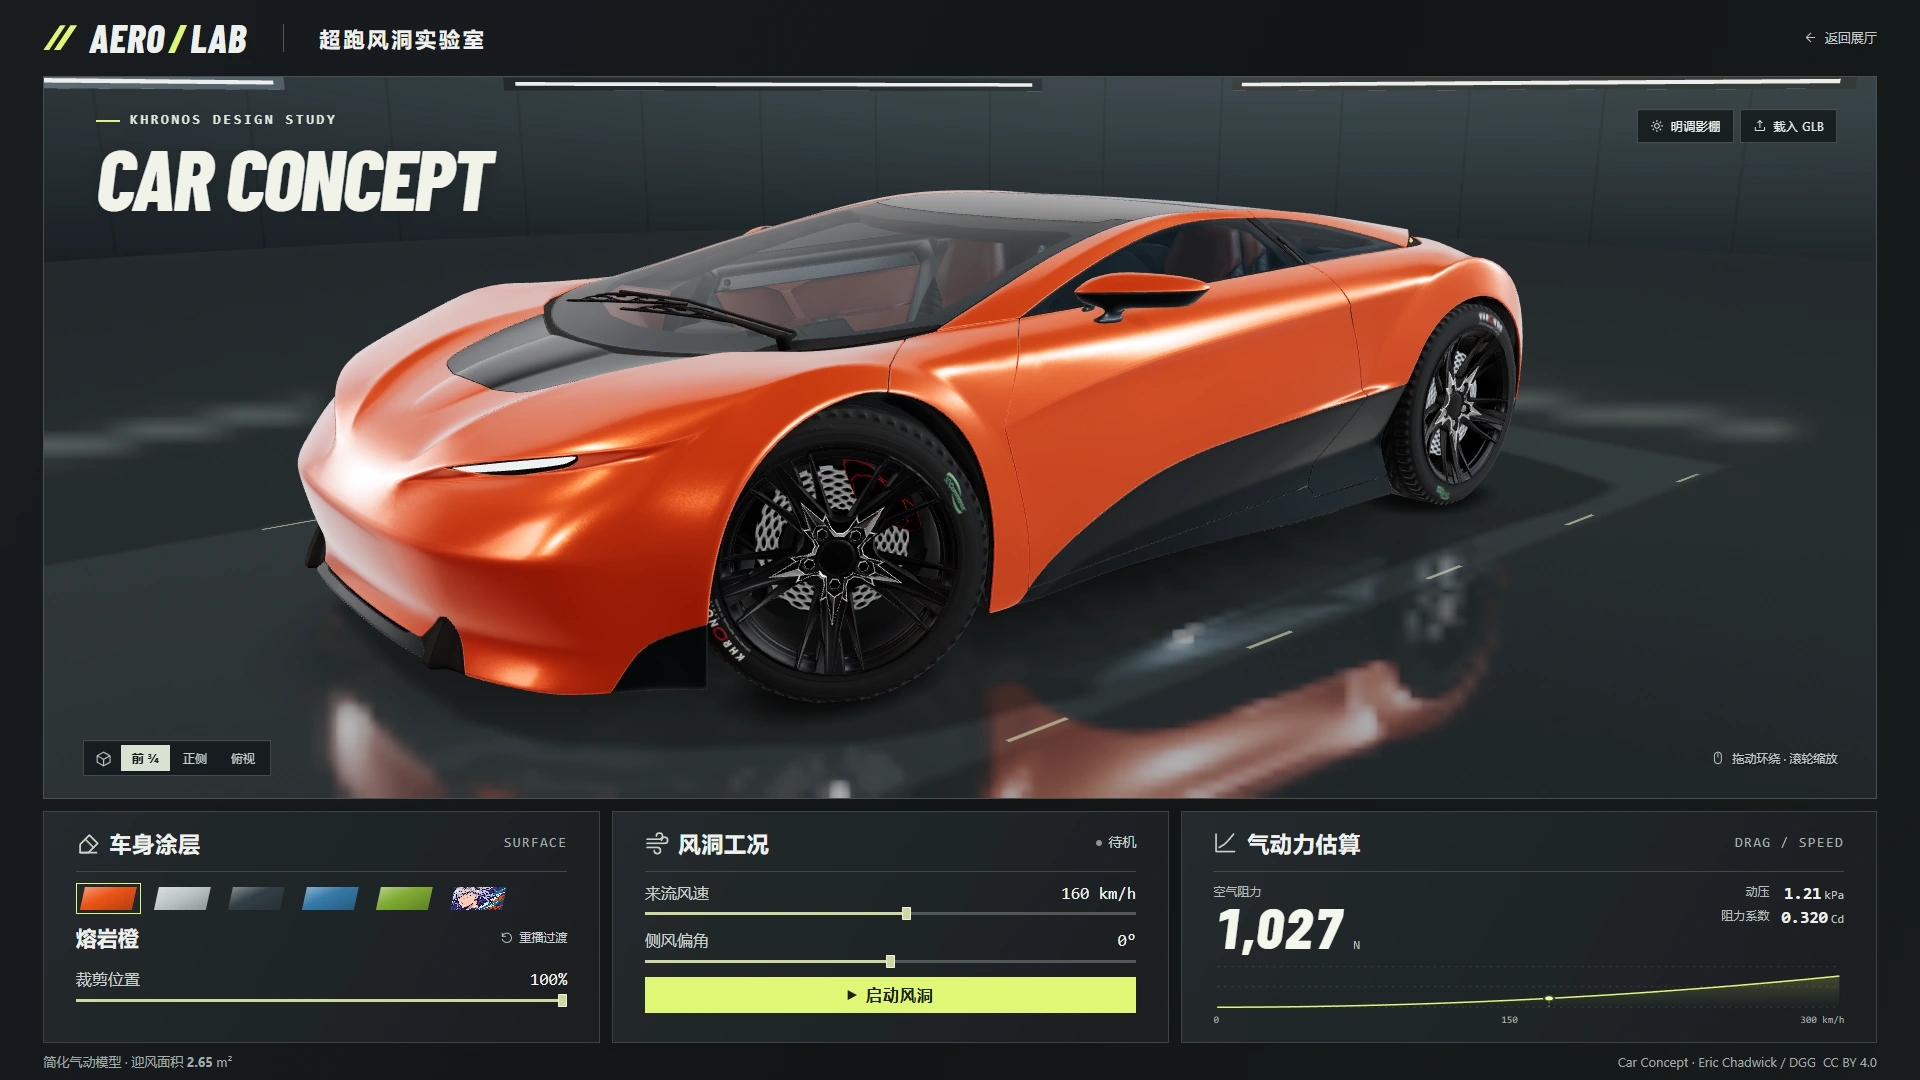 AERO/LAB
超跑风洞实验室
← 返回展厅
KHRONOS DESIGN STUDY
CAR CONCEPT
明调影棚
载入 GLB
KHRONOS
前 ¾
正侧
俯视
拖动环绕 · 滚轮缩放
车身涂层
SURFACE
熔岩橙
重播过渡
裁剪位置
100%
风洞工况
待机
来流风速
160 km/h
侧风偏角
0°
启动风洞
气动力估算
DRAG / SPEED
空气阻力
1,027 N
动压 1.21 kPa
阻力系数 0.320 Cd
0
150
300 km/h
简化气动模型 · 迎风面积 2.65 m²
Car Concept · Eric Chadwick / DGG CC BY 4.0